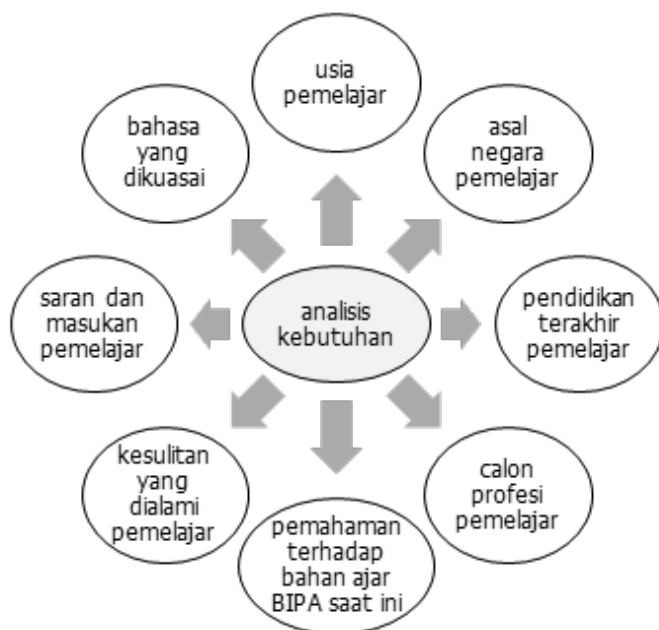 usia
pemelajar
bahasa
yang
dikuasai
asal
negara
pemelajar
saran dan
masukan
pemelajar
analisis
kebutuhan
pendidikan
terakhir
pemelajar
kesulitan
yang
dialami
pemelajar
calon
profesi
pemelajar
pemahaman
terhadap
bahan ajar
BIPA saat ini